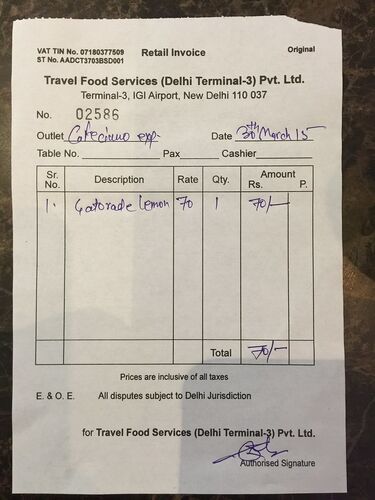 VAT TIN No. 07180377509 Retail Invoice Original
ST No. AADCT3703BSD001
Travel Food Services (Delhi Terminal-3) Pvt. Ltd.
Terminal-3, IGI Airport, New Delhi 110 037
No. 02586
Outlet Cafeccino exp. Date 30th March 15
Table No. Pax Cashier
Sr. No. Description Rate Qty. Amount Rs. P.
1. Gatorade lemon 70 1 70/-
Total 70/-
Prices are inclusive of all taxes
E. & O. E. All disputes subject to Delhi Jurisdiction
for Travel Food Services (Delhi Terminal-3) Pvt. Ltd.
Authorised Signature